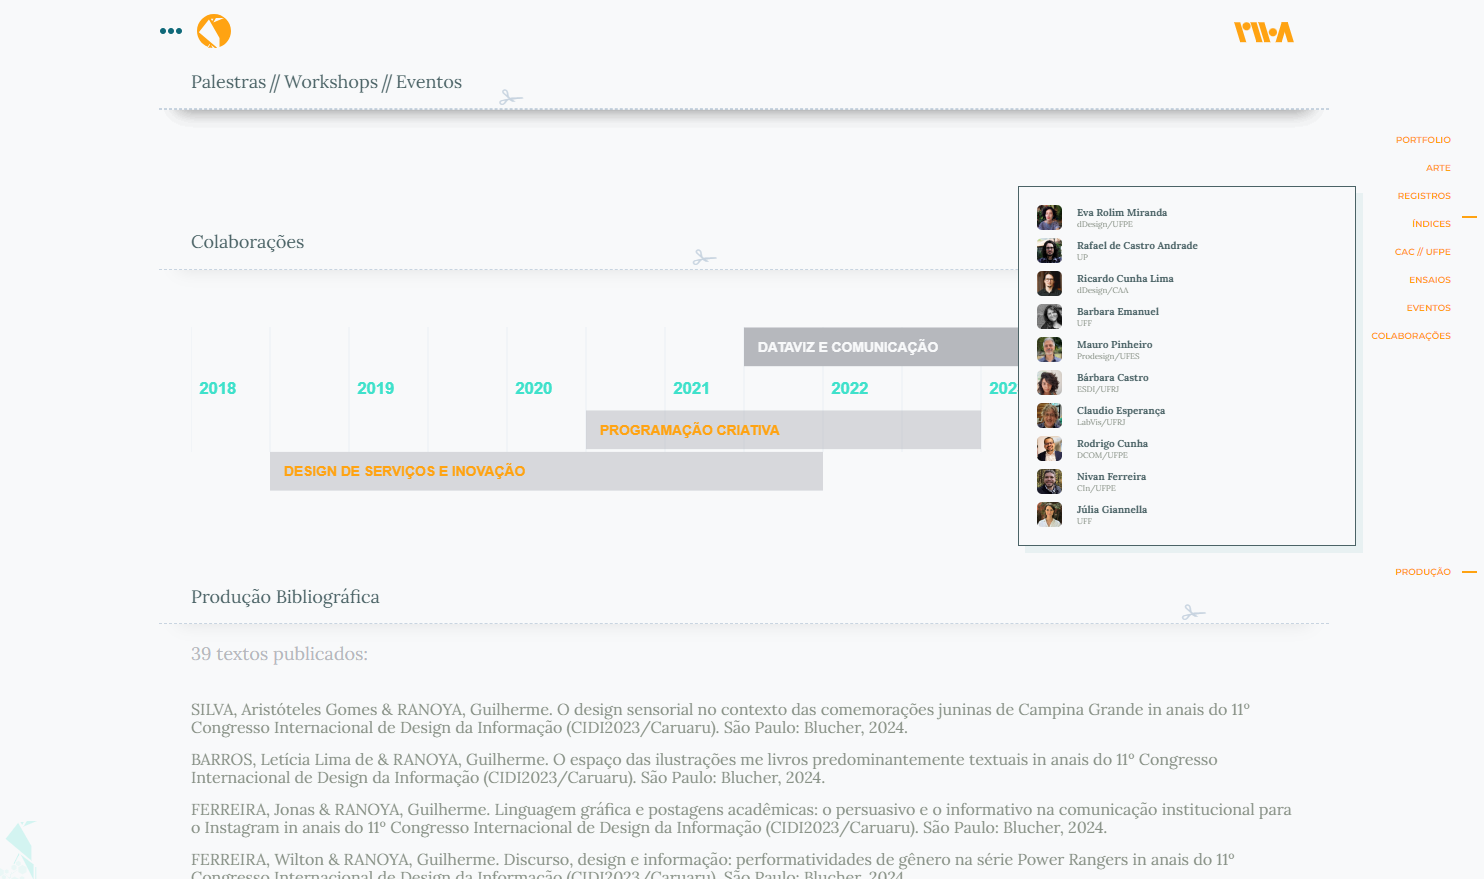 Palestras // Workshops // Eventos
PORTFOLIO
ARTE
REGISTROS
ÍNDICES
CAC // UFPE
ENSAIOS
EVENTOS
COLABORAÇÕES
Colaborações
DATAVIZ E COMUNICAÇÃO
2018 2019 2020 2021 2022 202
PROGRAMAÇÃO CRIATIVA
DESIGN DE SERVIÇOS E INOVAÇÃO
Eva Rolim Miranda
dDesign/UFPE
Rafael de Castro Andrade
UP
Ricardo Cunha Lima
dDesign/CAA
Barbara Emanuel
UFF
Mauro Pinheiro
Prodesign/UFES
Bárbara Castro
ESDI/UFRJ
Claudio Esperança
LabVis/UFRJ
Rodrigo Cunha
DCOM/UFPE
Nivan Ferreira
CIn/UFPE
Júlia Giannella
UFF
PRODUÇÃO
Produção Bibliográfica
39 textos publicados:
SILVA, Aristóteles Gomes & RANOYA, Guilherme. O design sensorial no contexto das comemorações juninas de Campina Grande in anais do 11º
Congresso Internacional de Design da Informação (CIDI2023/Caruaru). São Paulo: Blucher, 2024.
BARROS, Letícia Lima de & RANOYA, Guilherme. O espaço das ilustrações me livros predominantemente textuais in anais do 11º Congresso
Internacional de Design da Informação (CIDI2023/Caruaru). São Paulo: Blucher, 2024.
FERREIRA, Jonas & RANOYA, Guilherme. Linguagem gráfica e postagens acadêmicas: o persuasivo e o informativo na comunicação institucional para
o Instagram in anais do 11º Congresso Internacional de Design da Informação (CIDI2023/Caruaru). São Paulo: Blucher, 2024.
FERREIRA, Wilton & RANOYA, Guilherme. Discurso, design e informação: performatividades de gênero na série Power Rangers in anais do 11º
Congresso Internacional de Design da Informação (CIDI2023/Caruaru). São Paulo: Blucher, 2024.